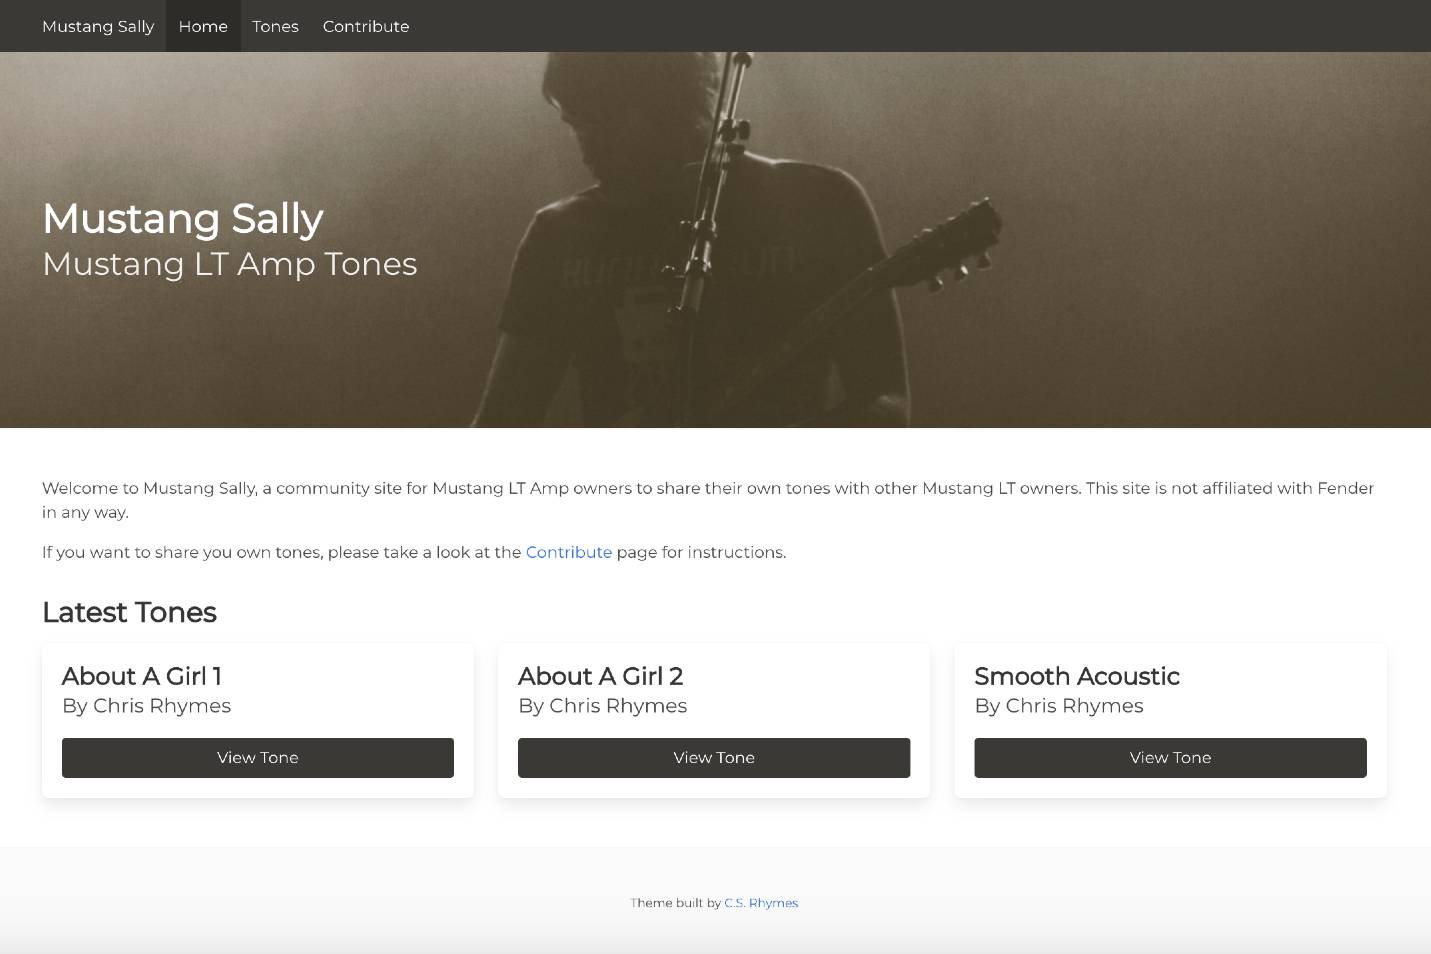 Mustang Sally Home Tones Contribute
Mustang Sally
Mustang LT Amp Tones
Welcome to Mustang Sally, a community site for Mustang LT Amp owners to share their own tones with other Mustang LT owners. This site is not affiliated with Fender
in any way.
If you want to share you own tones, please take a look at the Contribute page for instructions.
Latest Tones
About A Girl 1
By Chris Rhymes
View Tone
About A Girl 2
By Chris Rhymes
View Tone
Smooth Acoustic
By Chris Rhymes
View Tone
Theme built by C.S. Rhymes